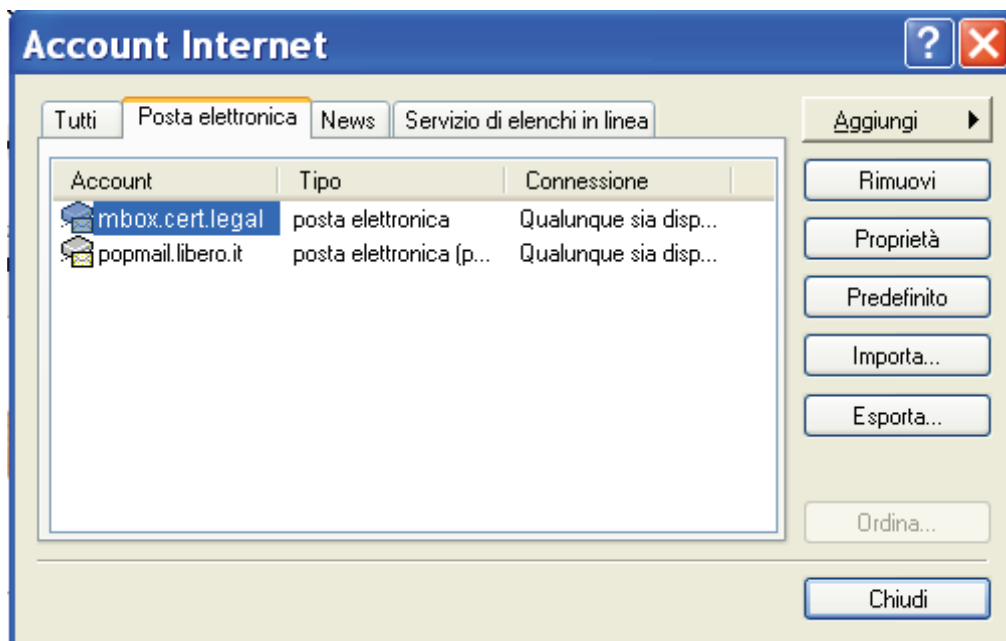 Account Internet
Tutti Posta elettronica News Servizio di elenchi in linea
Aggiungi
Account Tipo Connessione
Rimuovi
mbox.cert.legal posta elettronica Qualunque sia disp...
Proprietà
popmail.libero.it posta elettronica (p... Qualunque sia disp...
Predefinito
Importa...
Esporta...
Ordina...
Chiudi